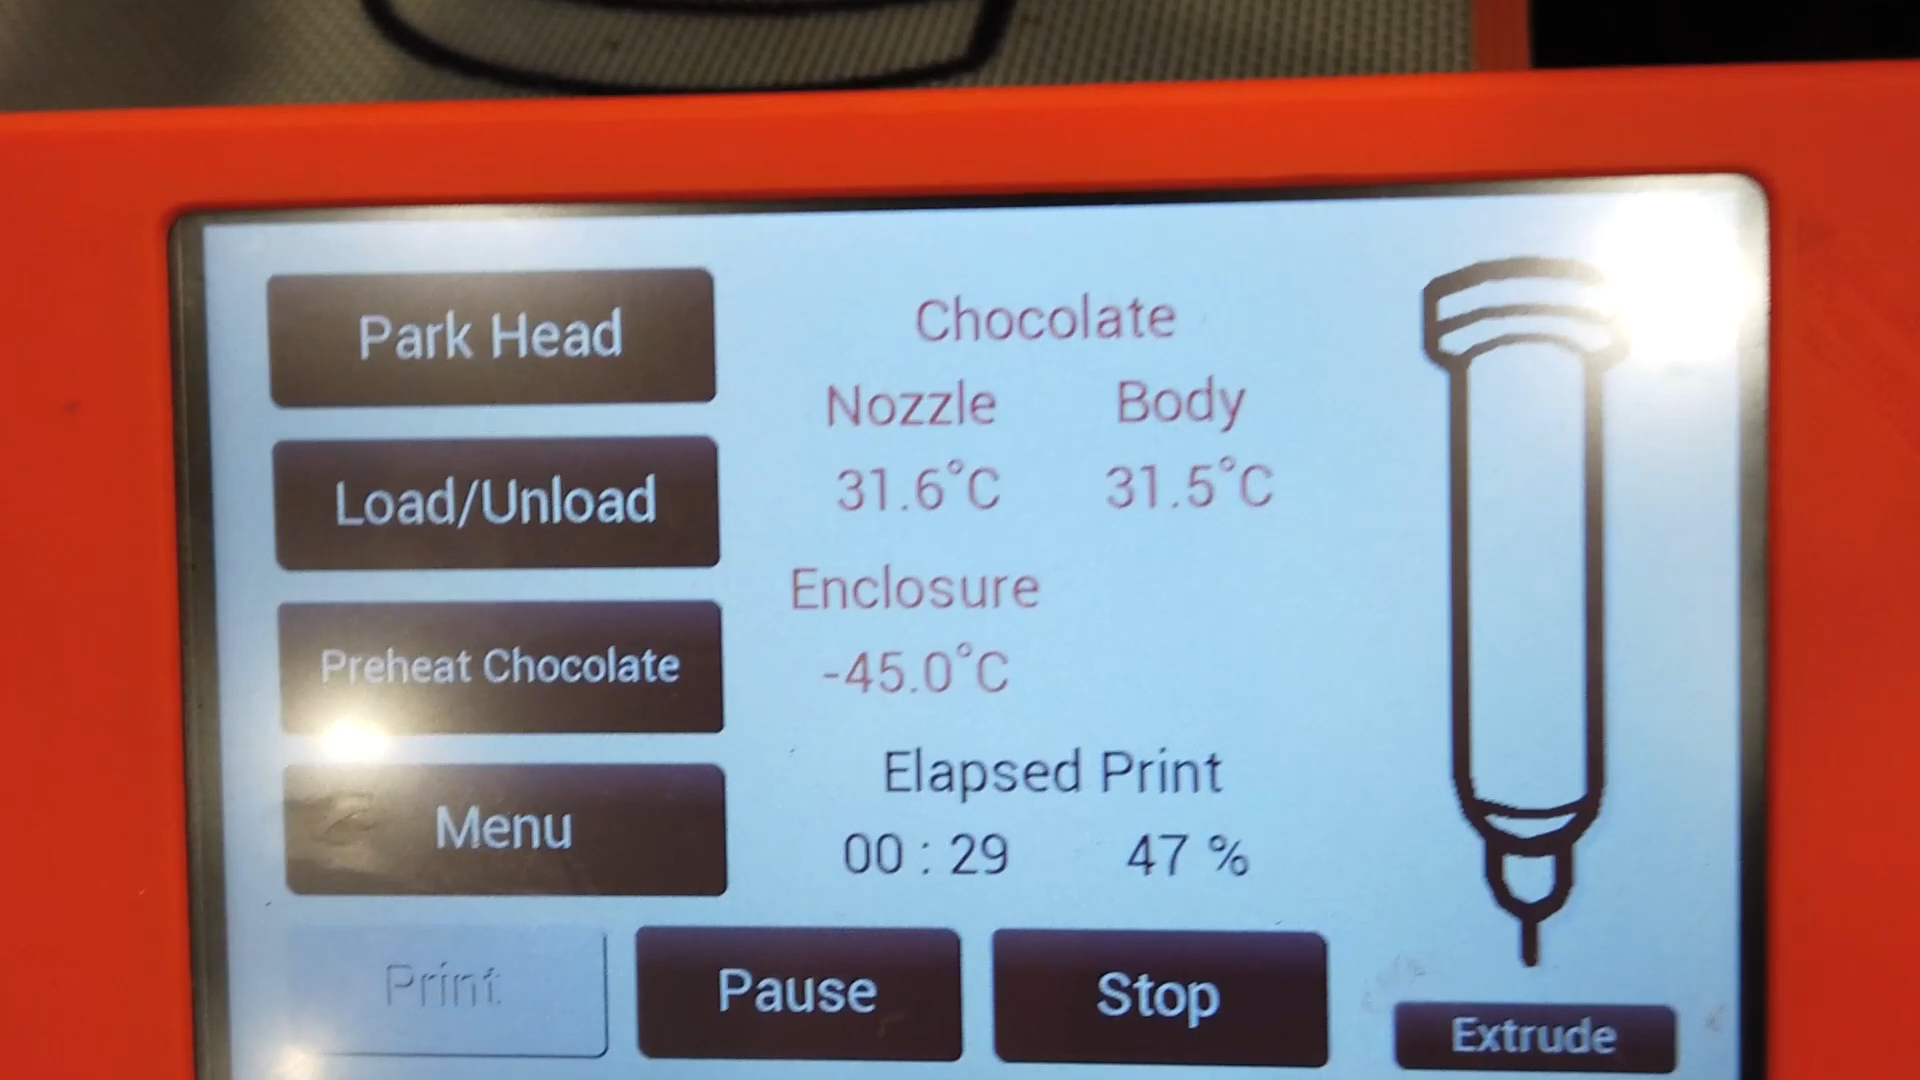 Park Head
Load/Unload
Preheat Chocolate
Menu
Chocolate
Nozzle Body
31.6°C 31.5°C
Enclosure
-45.0°C
Elapsed Print
00 : 29 47 %
Print Pause Stop
Extrude